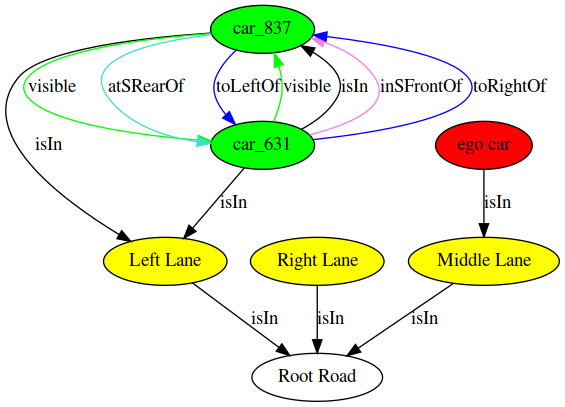 car_837
visible
atSRearOf
toLeftOf
visible
isIn
inSFrontOf
toRightOf
isIn
car_631
ego car
isIn
isIn
Left Lane
Right Lane
Middle Lane
isIn
isIn
isIn
Root Road